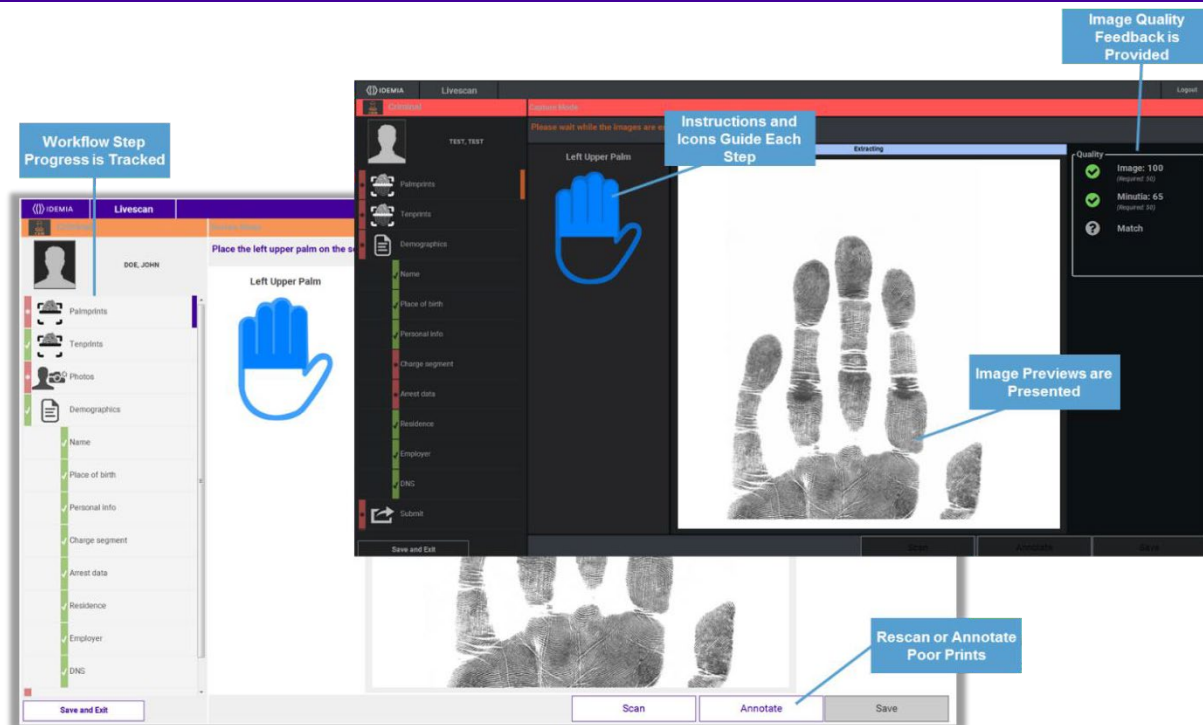 Image Quality
Feedback is
Provided
IDEMIA Livescan Logout
Criminal Capture Mode
Please wait while the images are
Instructions and
Icons Guide Each
Step
Workflow Step
Progress is Tracked
TEST, TEST
Left Upper Palm
Extracting
Quality
Image: 100
(Required: 50)
Minutia: 65
(Required: 50)
Match
Palmprints
Tenprints
Demographics
Name
Place of birth
Personal info
Charge segment
Arrest data
Residence
Employer
DNS
Submit
Save and Exit
Scan Annotate Save
Image Previews are
Presented
IDEMIA Livescan
Criminal
DOE, JOHN
Place the left upper palm on the
Left Upper Palm
Palmprints
Tenprints
Photos
Demographics
Name
Place of birth
Personal info
Charge segment
Arrest data
Residence
Employer
DNS
Save and Exit
Rescan or Annotate
Poor Prints
Scan Annotate Save